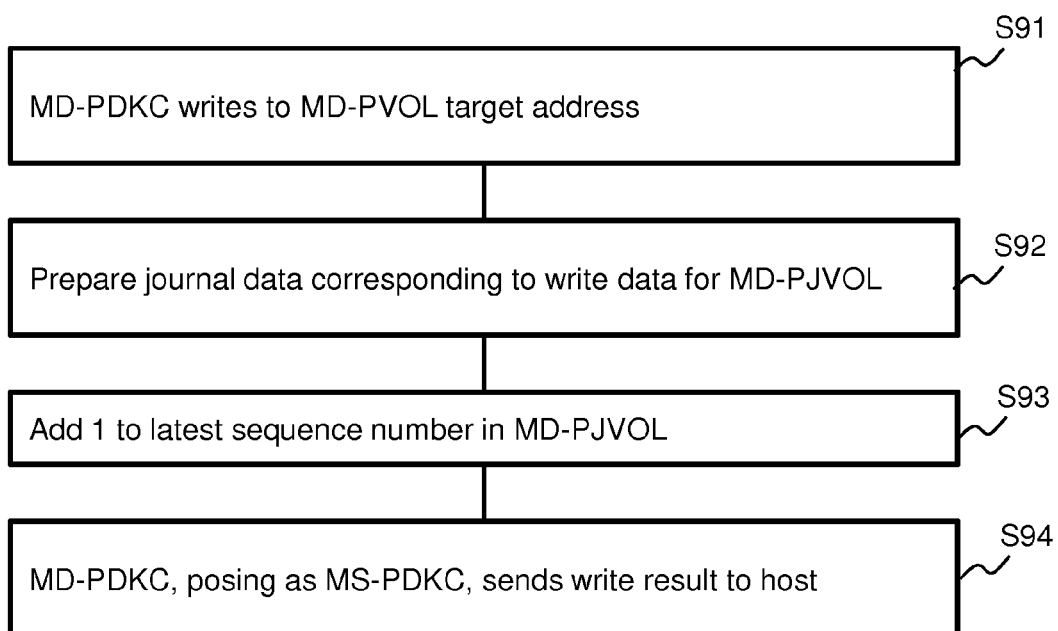 S91
MD-PDKC writes to MD-PVOL target address
S92
Prepare journal data corresponding to write data for MD-PJVOL
S93
Add 1 to latest sequence number in MD-PJVOL
S94
MD-PDKC, posing as MS-PDKC, sends write result to host